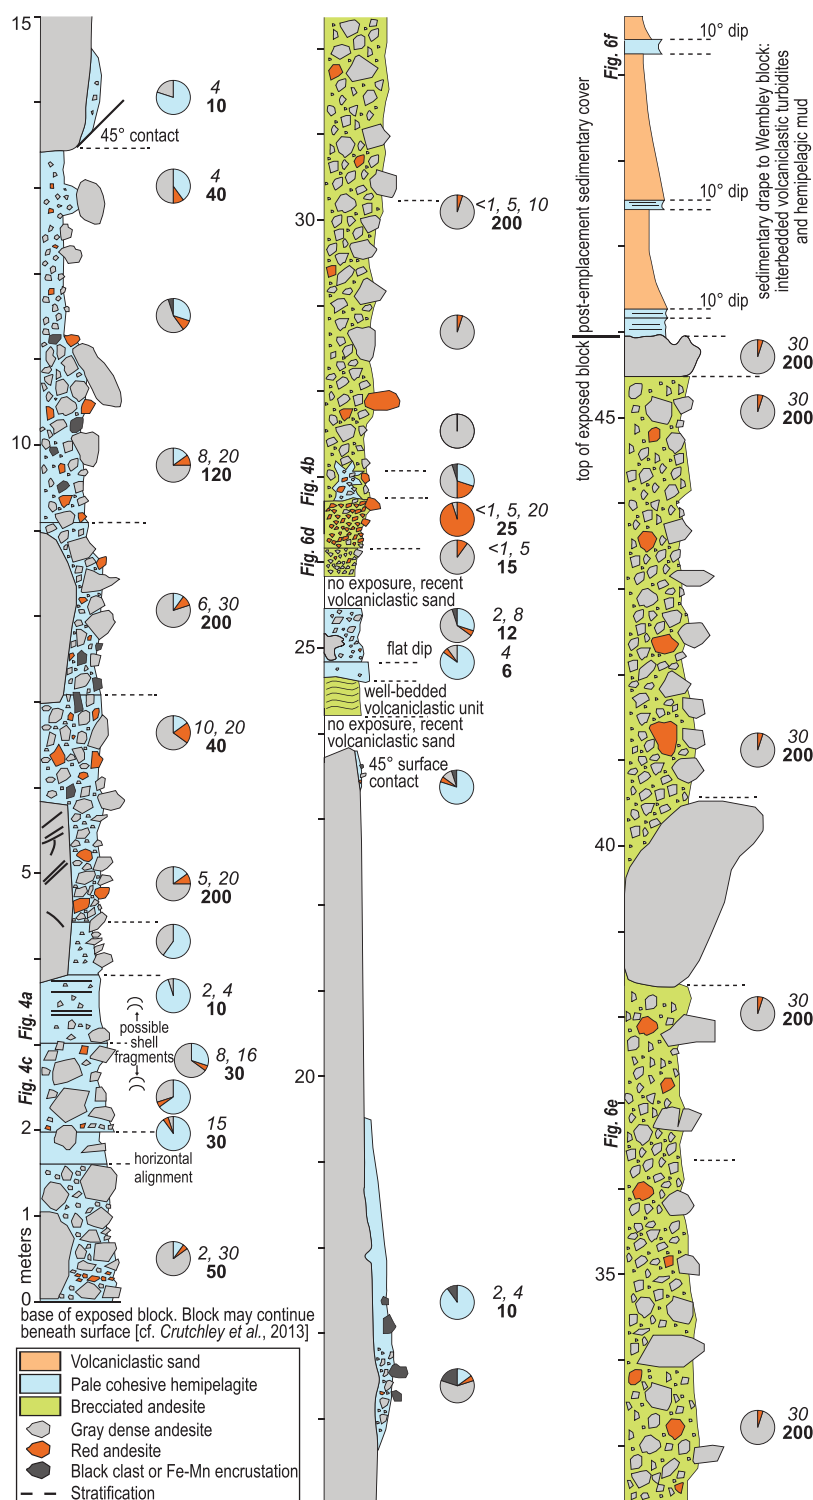 15
4
10
45° contact
4
40
10
8, 20
120
6, 30
200
10, 20
40
5
5, 20
200
Fig. 4a
2, 4
10
possible
shell
fragments
Fig. 4c
8, 16
30
2
15
30
horizontal
alignment
1
meters
0
2, 30
50
base of exposed block. Block may continue
beneath surface [cf. Crutchley et al., 2013]
Volcaniclastic sand
Pale cohesive hemipelagite
Brecciated andesite
Gray dense andesite
Red andesite
Black clast or Fe-Mn encrustation
Stratification
30
<1, 5, 10
200
Fig. 4b
<1, 5, 20
25
Fig. 6d
<1, 5
15
no exposure, recent
volcaniclastic sand
2, 8
12
25
flat dip
4
6
well-bedded
volcaniclastic unit
no exposure, recent
volcaniclastic sand
45° surface
contact
20
2, 4
10
Fig. 6f
10° dip
10° dip
10° dip
post-emplacement sedimentary cover
sedimentary drape to Wembley block:
interbedded volcaniclastic turbidites
and hemipelagic mud
top of exposed block
30
200
30
200
45
30
200
40
30
200
Fig. 6e
35
30
200